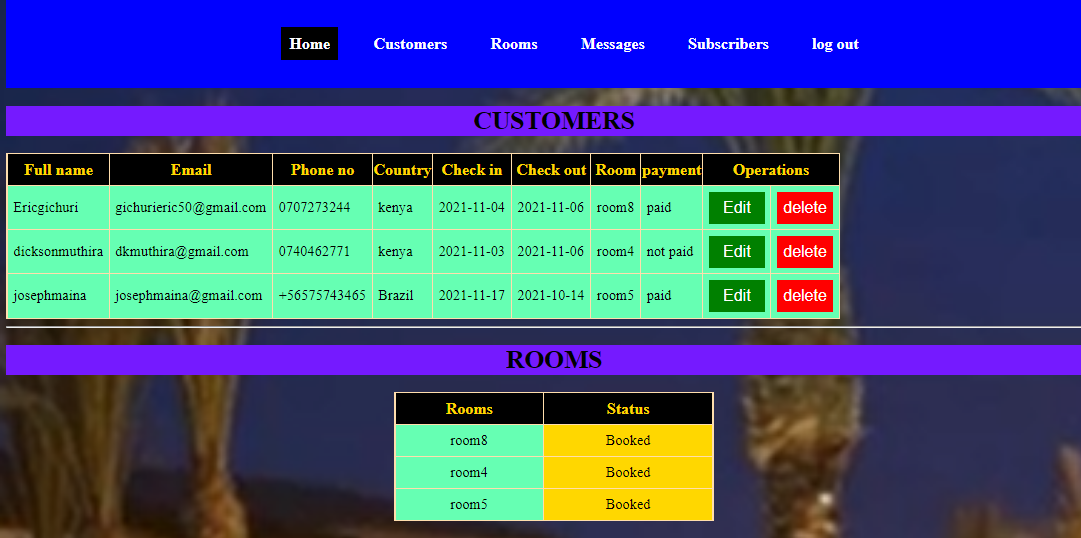 Home Customers Rooms Messages Subscribers log out
CUSTOMERS
Full name Email Phone no Country Check in Check out Room payment Operations
Ericgichuri gichurieric50@gmail.com 0707273244 kenya 2021-11-04 2021-11-06 room8 paid Edit delete
dicksonmuthira dkmuthira@gmail.com 0740462771 kenya 2021-11-03 2021-11-06 room4 not paid Edit delete
josephmaina josephmaina@gmail.com +56575743465 Brazil 2021-11-17 2021-10-14 room5 paid Edit delete
ROOMS
Rooms Status
room8 Booked
room4 Booked
room5 Booked